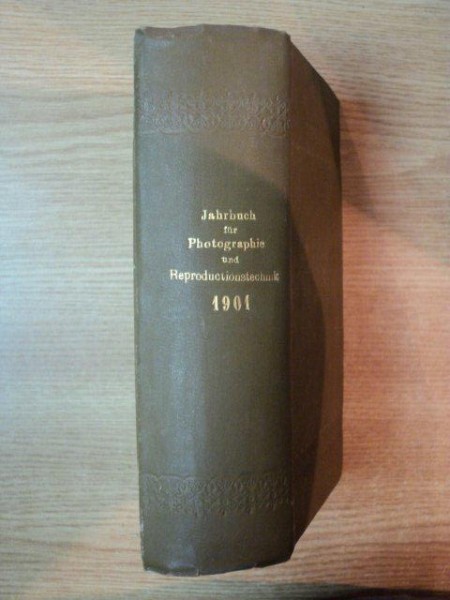 Jahrbuch
für
Photographie
und
Reproductionstechnik
1901